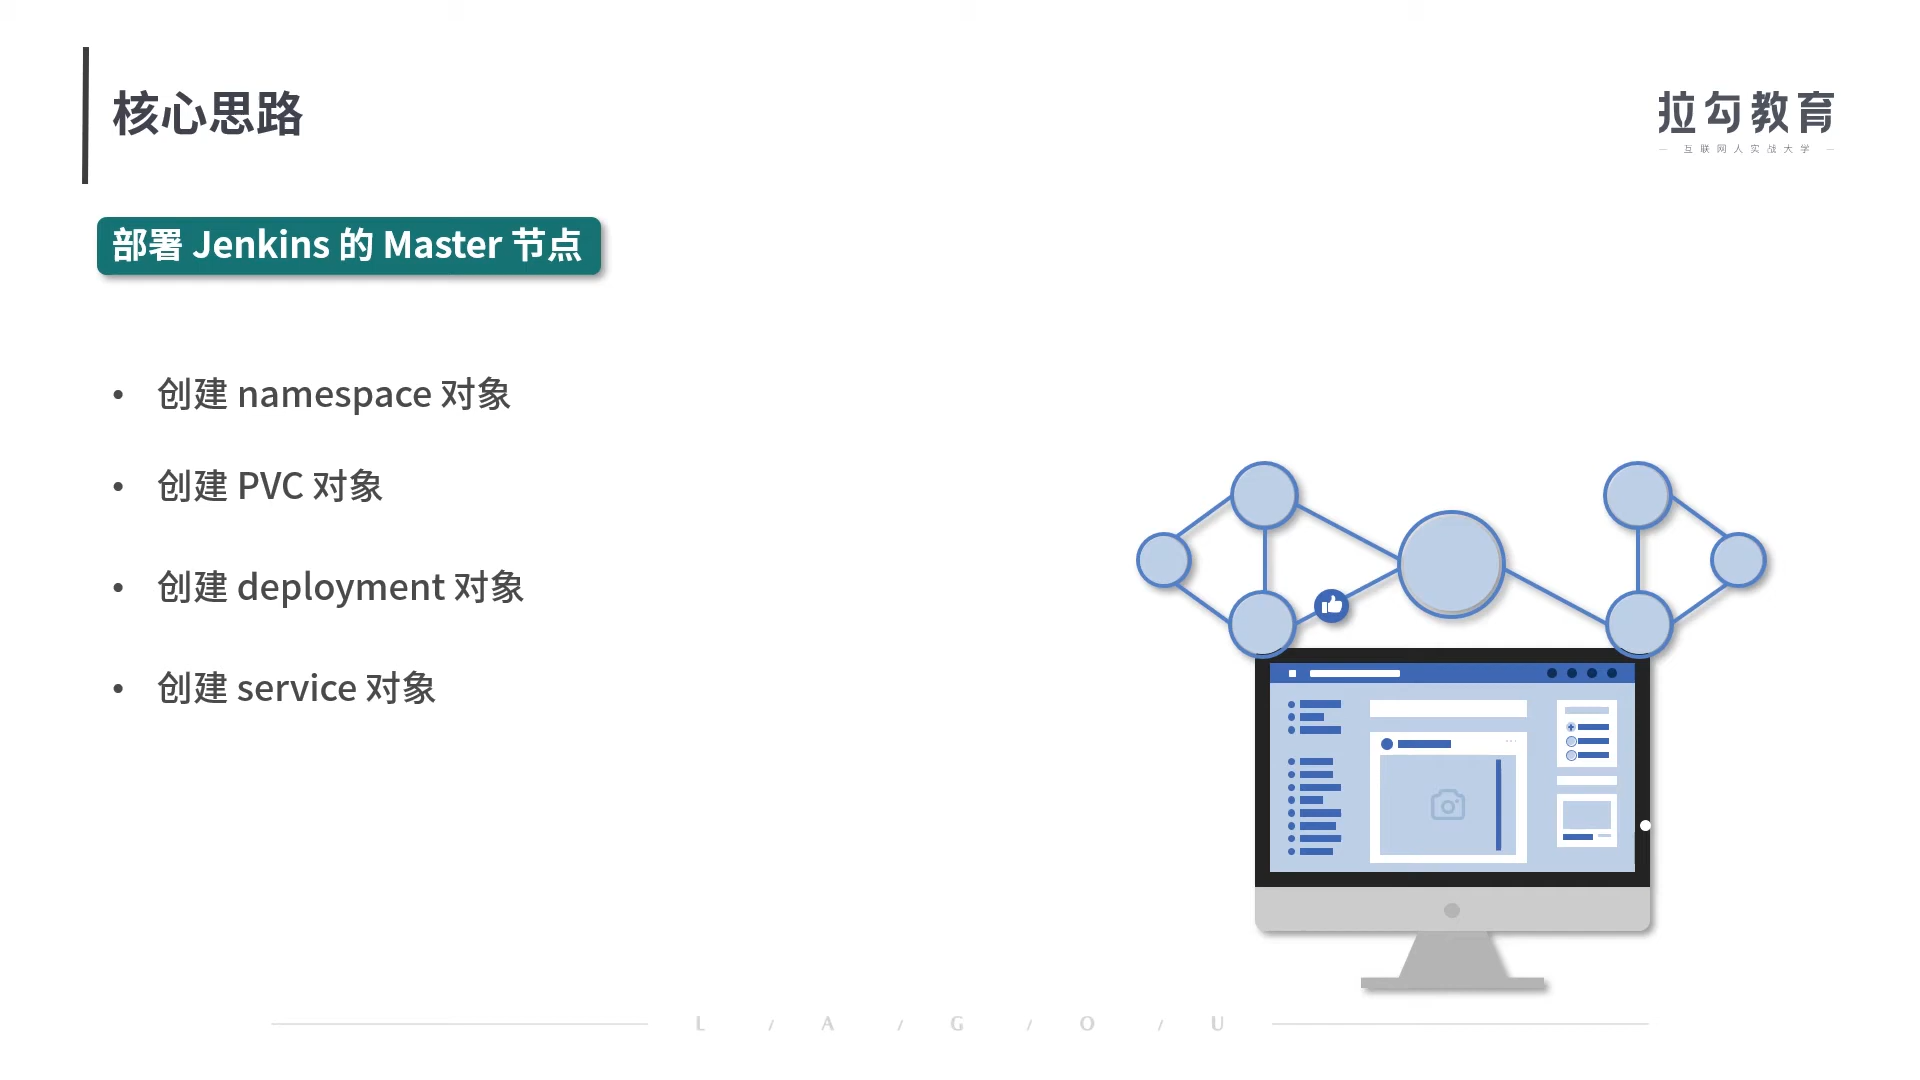 核心思路
拉勾教育
— 互联网人实战大学 —
部署 Jenkins 的 Master 节点
• 创建 namespace 对象
• 创建 PVC 对象
• 创建 deployment 对象
• 创建 service 对象
L / A / G / O / U